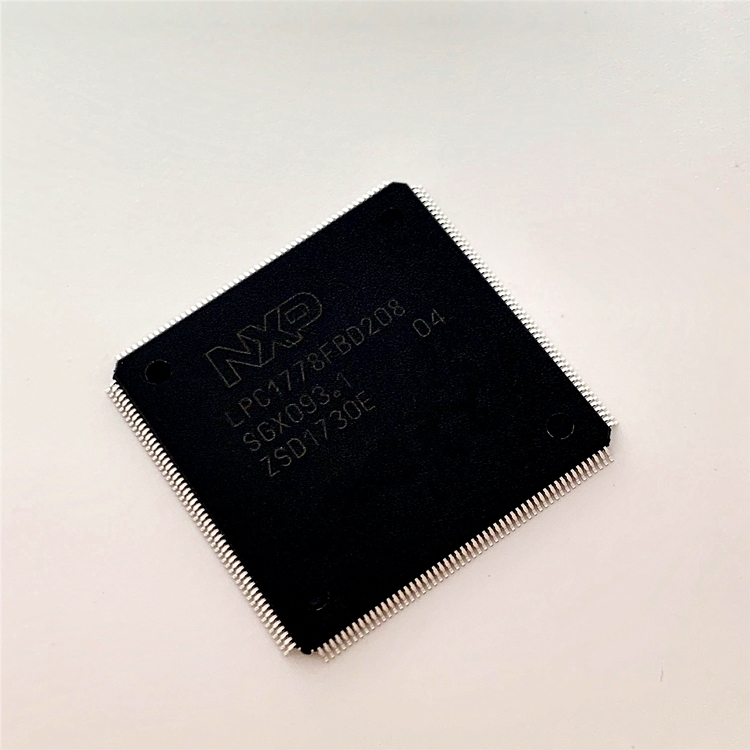 NXP
LPC1778FBD208
04
SGX093.1
ZSD1730E